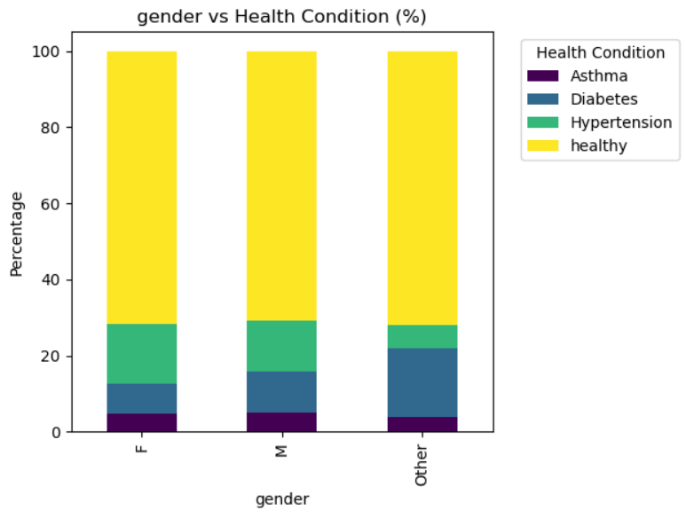 gender vs Health Condition (%)
100
80
60
40
20
0
Percentage
F
M
Other
gender
Health Condition
Asthma
Diabetes
Hypertension
healthy